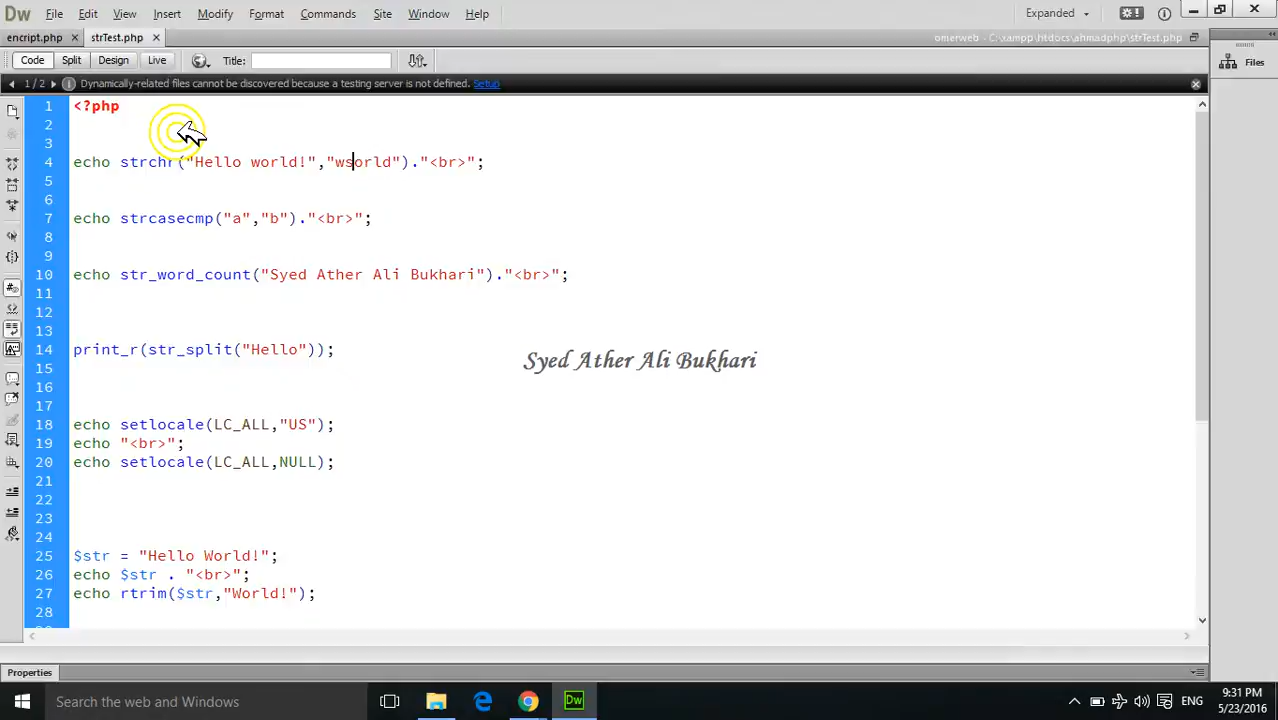 Dw File Edit View Insert Modify Format Commands Site Window Help Expanded
encript.php × strTest.php × omerweb - C:\xampp\htdocs\ahmadphp\strTest.php
Code Split Design Live Title: Files
1 / 2 Dynamically-related files cannot be discovered because a testing server is not defined. Setup
1 <?php
2
3
4 echo strchr("Hello world!","wsorld")."<br>";
5
6
7 echo strcasecmp("a","b")."<br>";
8
9
10 echo str_word_count("Syed Ather Ali Bukhari")."<br>";
11
12
13
14 print_r(str_split("Hello"));
Syed Ather Ali Bukhari
15
16
17
18 echo setlocale(LC_ALL,"US");
19 echo "<br>";
20 echo setlocale(LC_ALL,NULL);
21
22
23
24
25 $str = "Hello World!";
26 echo $str . "<br>";
27 echo rtrim($str,"World!");
28
Properties
Search the web and Windows Dw ENG 9:31 PM
5/23/2016